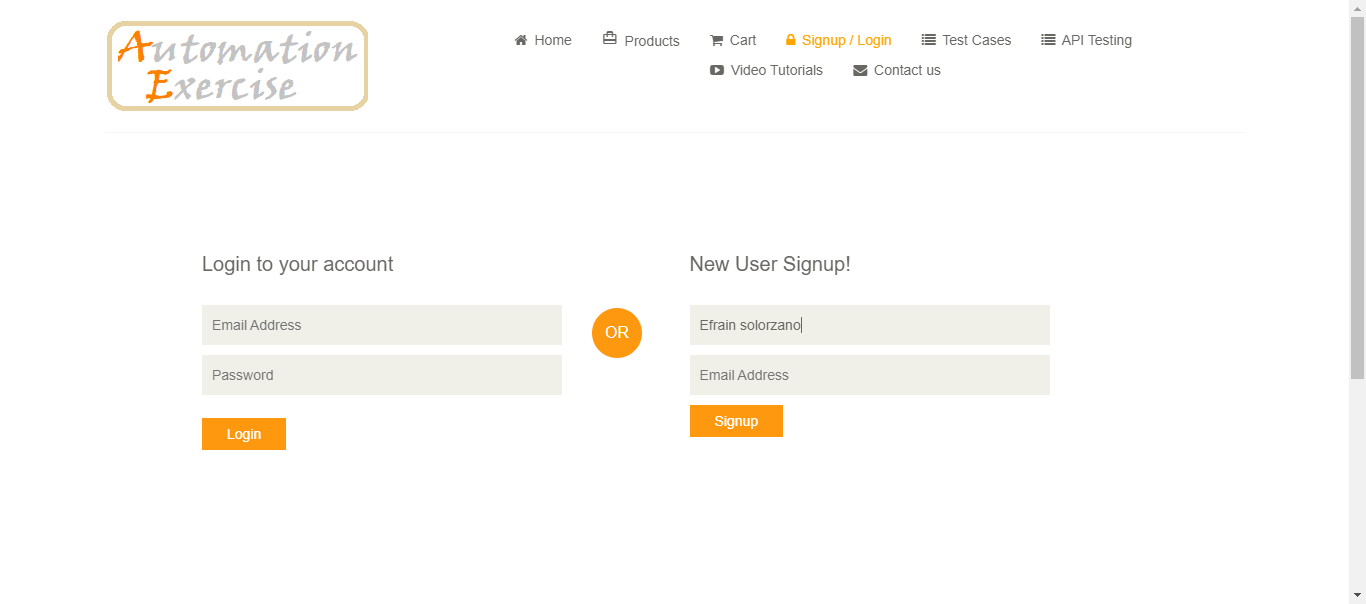 Automation
Exercise
Home Products Cart Signup / Login Test Cases API Testing
Video Tutorials Contact us
Login to your account
Email Address
Password
Login
OR
New User Signup!
Efrain solorzano
Email Address
Signup